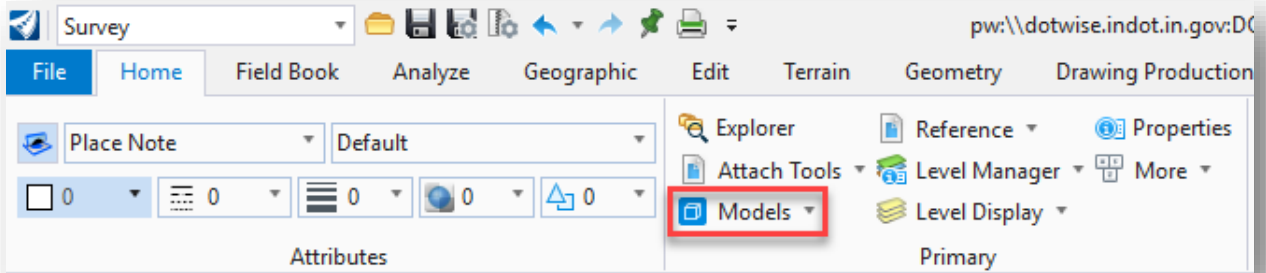 Survey pw:\\dotwise.indot.in.gov:D
File Home Field Book Analyze Geographic Edit Terrain Geometry Drawing Production
Place Note Default Explorer Reference Properties
Attach Tools Level Manager More
0 0 0 0 0 Models Level Display
Attributes Primary